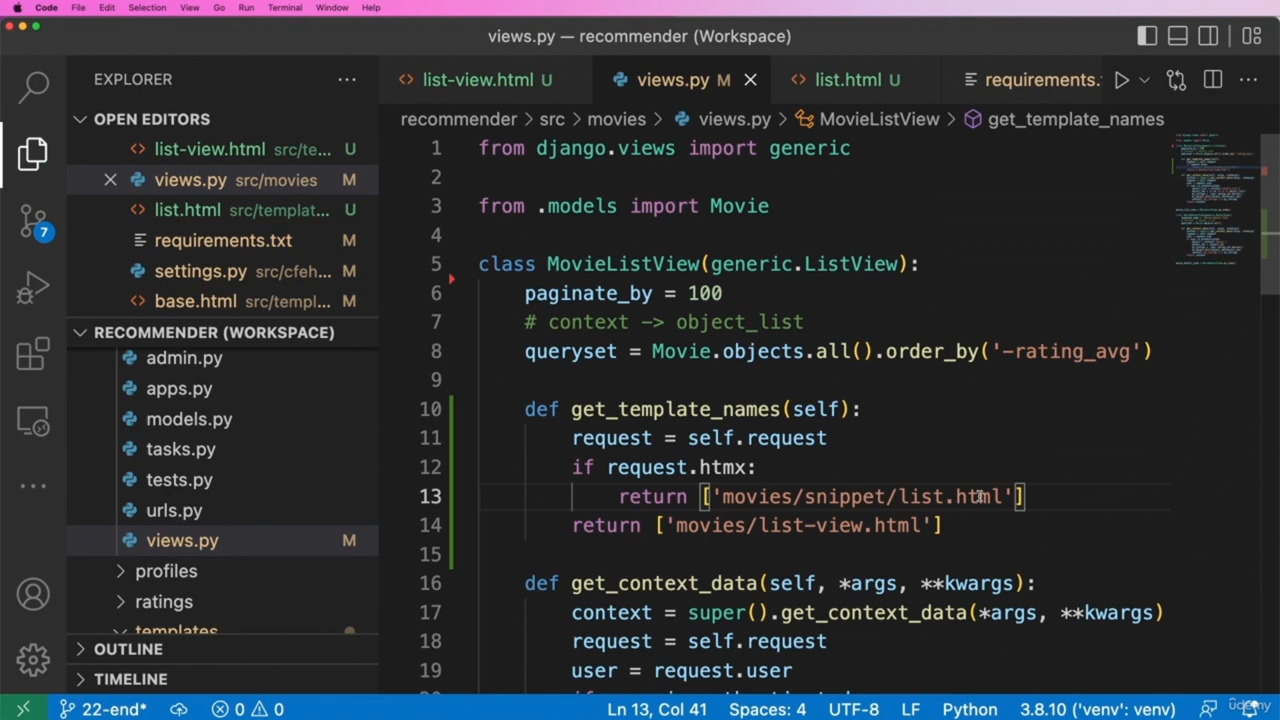 Code File Edit Selection View Go Run Terminal Window Help
views.py — recommender (Workspace)
EXPLORER
list-view.html U
views.py M
list.html U
requirements.
OPEN EDITORS
recommender > src > movies > views.py > MovieListView > get_template_names
list-view.html src/te... U
views.py src/movies M
list.html src/templat... U
requirements.txt M
settings.py src/cfeh... M
base.html src/templ... M
RECOMMENDER (WORKSPACE)
admin.py
apps.py
models.py
tasks.py
tests.py
urls.py
views.py M
profiles
ratings
templates
OUTLINE
TIMELINE
7
1 from django.views import generic
2
3 from .models import Movie
4
5 class MovieListView(generic.ListView):
6 paginate_by = 100
7 # context -> object_list
8 queryset = Movie.objects.all().order_by('-rating_avg')
9
10 def get_template_names(self):
11 request = self.request
12 if request.htmx:
13 return ['movies/snippet/list.html']
14 return ['movies/list-view.html']
15
16 def get_context_data(self, *args, **kwargs):
17 context = super().get_context_data(*args, **kwargs)
18 request = self.request
19 user = request.user
22-end* 0 0 Ln 13, Col 41 Spaces: 4 UTF-8 LF Python 3.8.10 ('venv': venv)
udemy